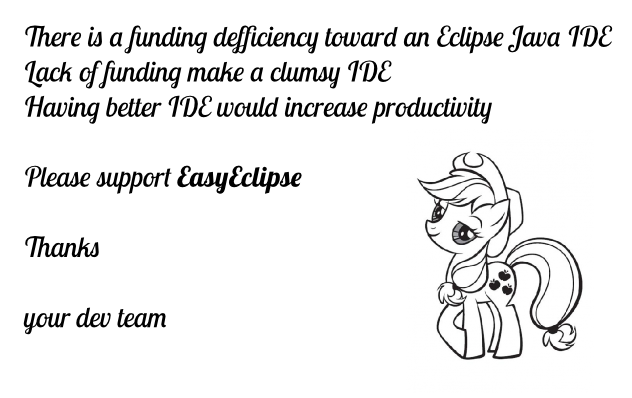 There is a funding defficiency toward an Eclipse Java IDE
Lack of funding make a clumsy IDE
Having better IDE would increase productivity
Please support EasyEclipse
Thanks
your dev team